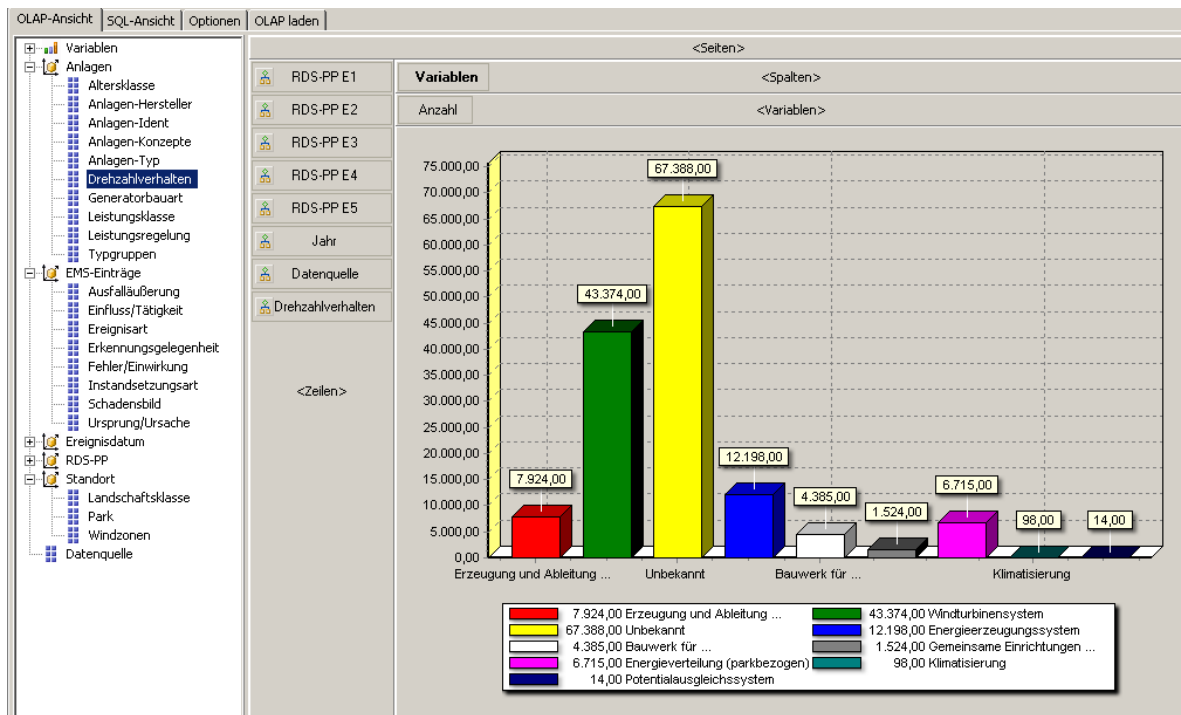 OLAP-Ansicht SQL-Ansicht Optionen OLAP laden
Variablen
Anlagen
Altersklasse
Anlagen-Hersteller
Anlagen-Ident
Anlagen-Konzepte
Anlagen-Typ
Drehzahlverhalten
Generatorbauart
Leistungsklasse
Leistungsregelung
Typgruppen
EMS-Einträge
Ausfalläußerung
Einfluss/Tätigkeit
Ereignisart
Erkennungsgelegenheit
Fehler/Einwirkung
Instandsetzungsart
Schadensbild
Ursprung/Ursache
Ereignisdatum
RDS-PP
Standort
Landschaftsklasse
Park
Windzonen
Datenquelle
<Seiten>
RDS-PP E1
RDS-PP E2
RDS-PP E3
RDS-PP E4
RDS-PP E5
Jahr
Datenquelle
Drehzahlverhalten
<Zeilen>
Variablen <Spalten>
Anzahl <Variablen>
75.000,00
70.000,00
65.000,00
60.000,00
55.000,00
50.000,00
45.000,00
40.000,00
35.000,00
30.000,00
25.000,00
20.000,00
15.000,00
10.000,00
5.000,00
0,00
7.924,00
43.374,00
67.388,00
12.198,00
4.385,00
1.524,00
6.715,00
98,00
14,00
Erzeugung und Ableitung ... Unbekannt Bauwerk für ... Klimatisierung
7.924,00 Erzeugung und Ableitung ... 43.374,00 Windturbinensystem
67.388,00 Unbekannt 12.198,00 Energieerzeugungssystem
4.385,00 Bauwerk für ... 1.524,00 Gemeinsame Einrichtungen ...
6.715,00 Energieverteilung (parkbezogen) 98,00 Klimatisierung
14,00 Potentialausgleichssystem